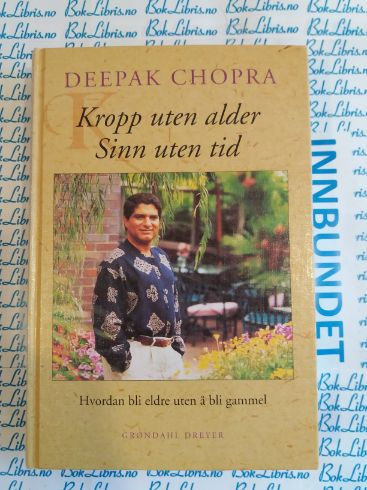 DEEPAK CHOPRA
K
Kropp uten alder
Sinn uten tid
Hvordan bli eldre uten å bli gammel
GRØNDAHL DREYER
INNBUNDET
BokLibris.no